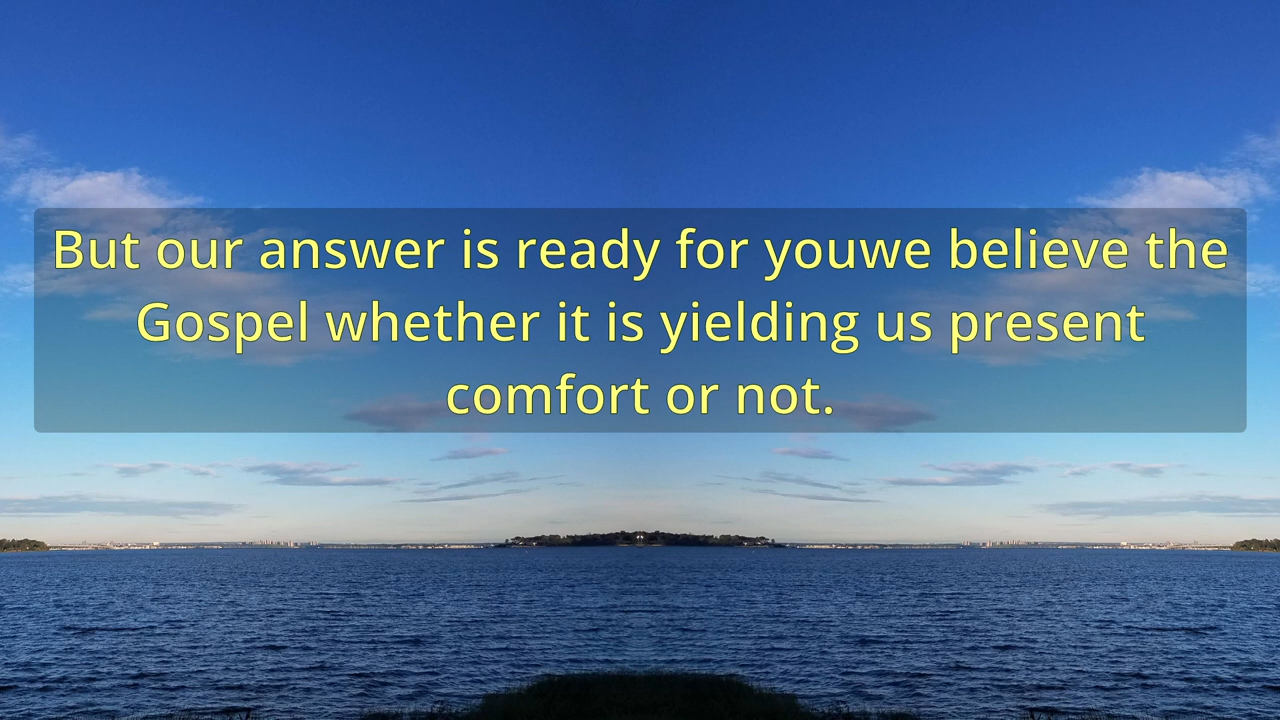 But our answer is ready for youwe believe the
Gospel whether it is yielding us present
comfort or not.